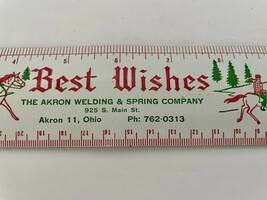 Best Wishes
THE AKRON WELDING & SPRING COMPANY
925 S. Main St.
Akron 11, Ohio Ph: 762-0313